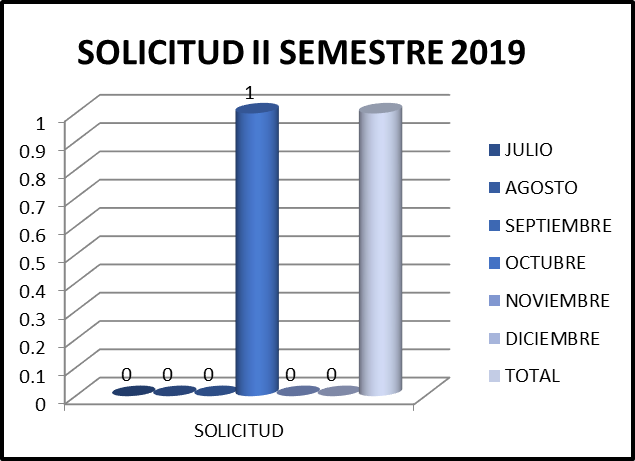 SOLICITUD II SEMESTRE 2019
1
1
0.9
0.8
0.7
0.6
0.5
0.4
0.3
0.2
0.1
0
0 0 0 0 0
SOLICITUD
JULIO
AGOSTO
SEPTIEMBRE
OCTUBRE
NOVIEMBRE
DICIEMBRE
TOTAL